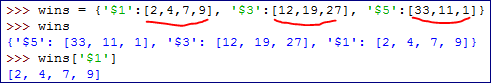 >>> wins = {'$1':[2,4,7,9], '$3':[12,19,27], '$5':[33,11,1]}
>>> wins
{'$5': [33, 11, 1], '$3': [12, 19, 27], '$1': [2, 4, 7, 9]}
>>> wins['$1']
[2, 4, 7, 9]